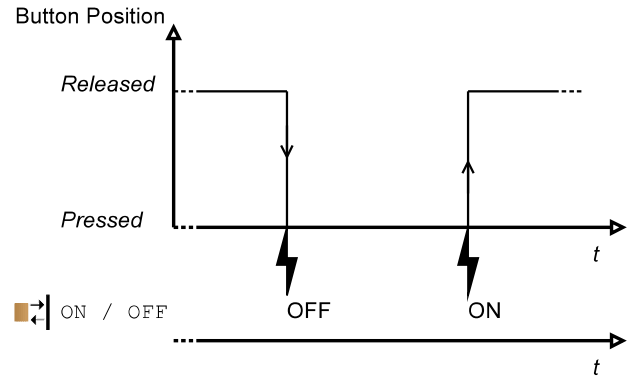 Button Position
Released
Pressed
t
OFF ON
ON / OFF
t